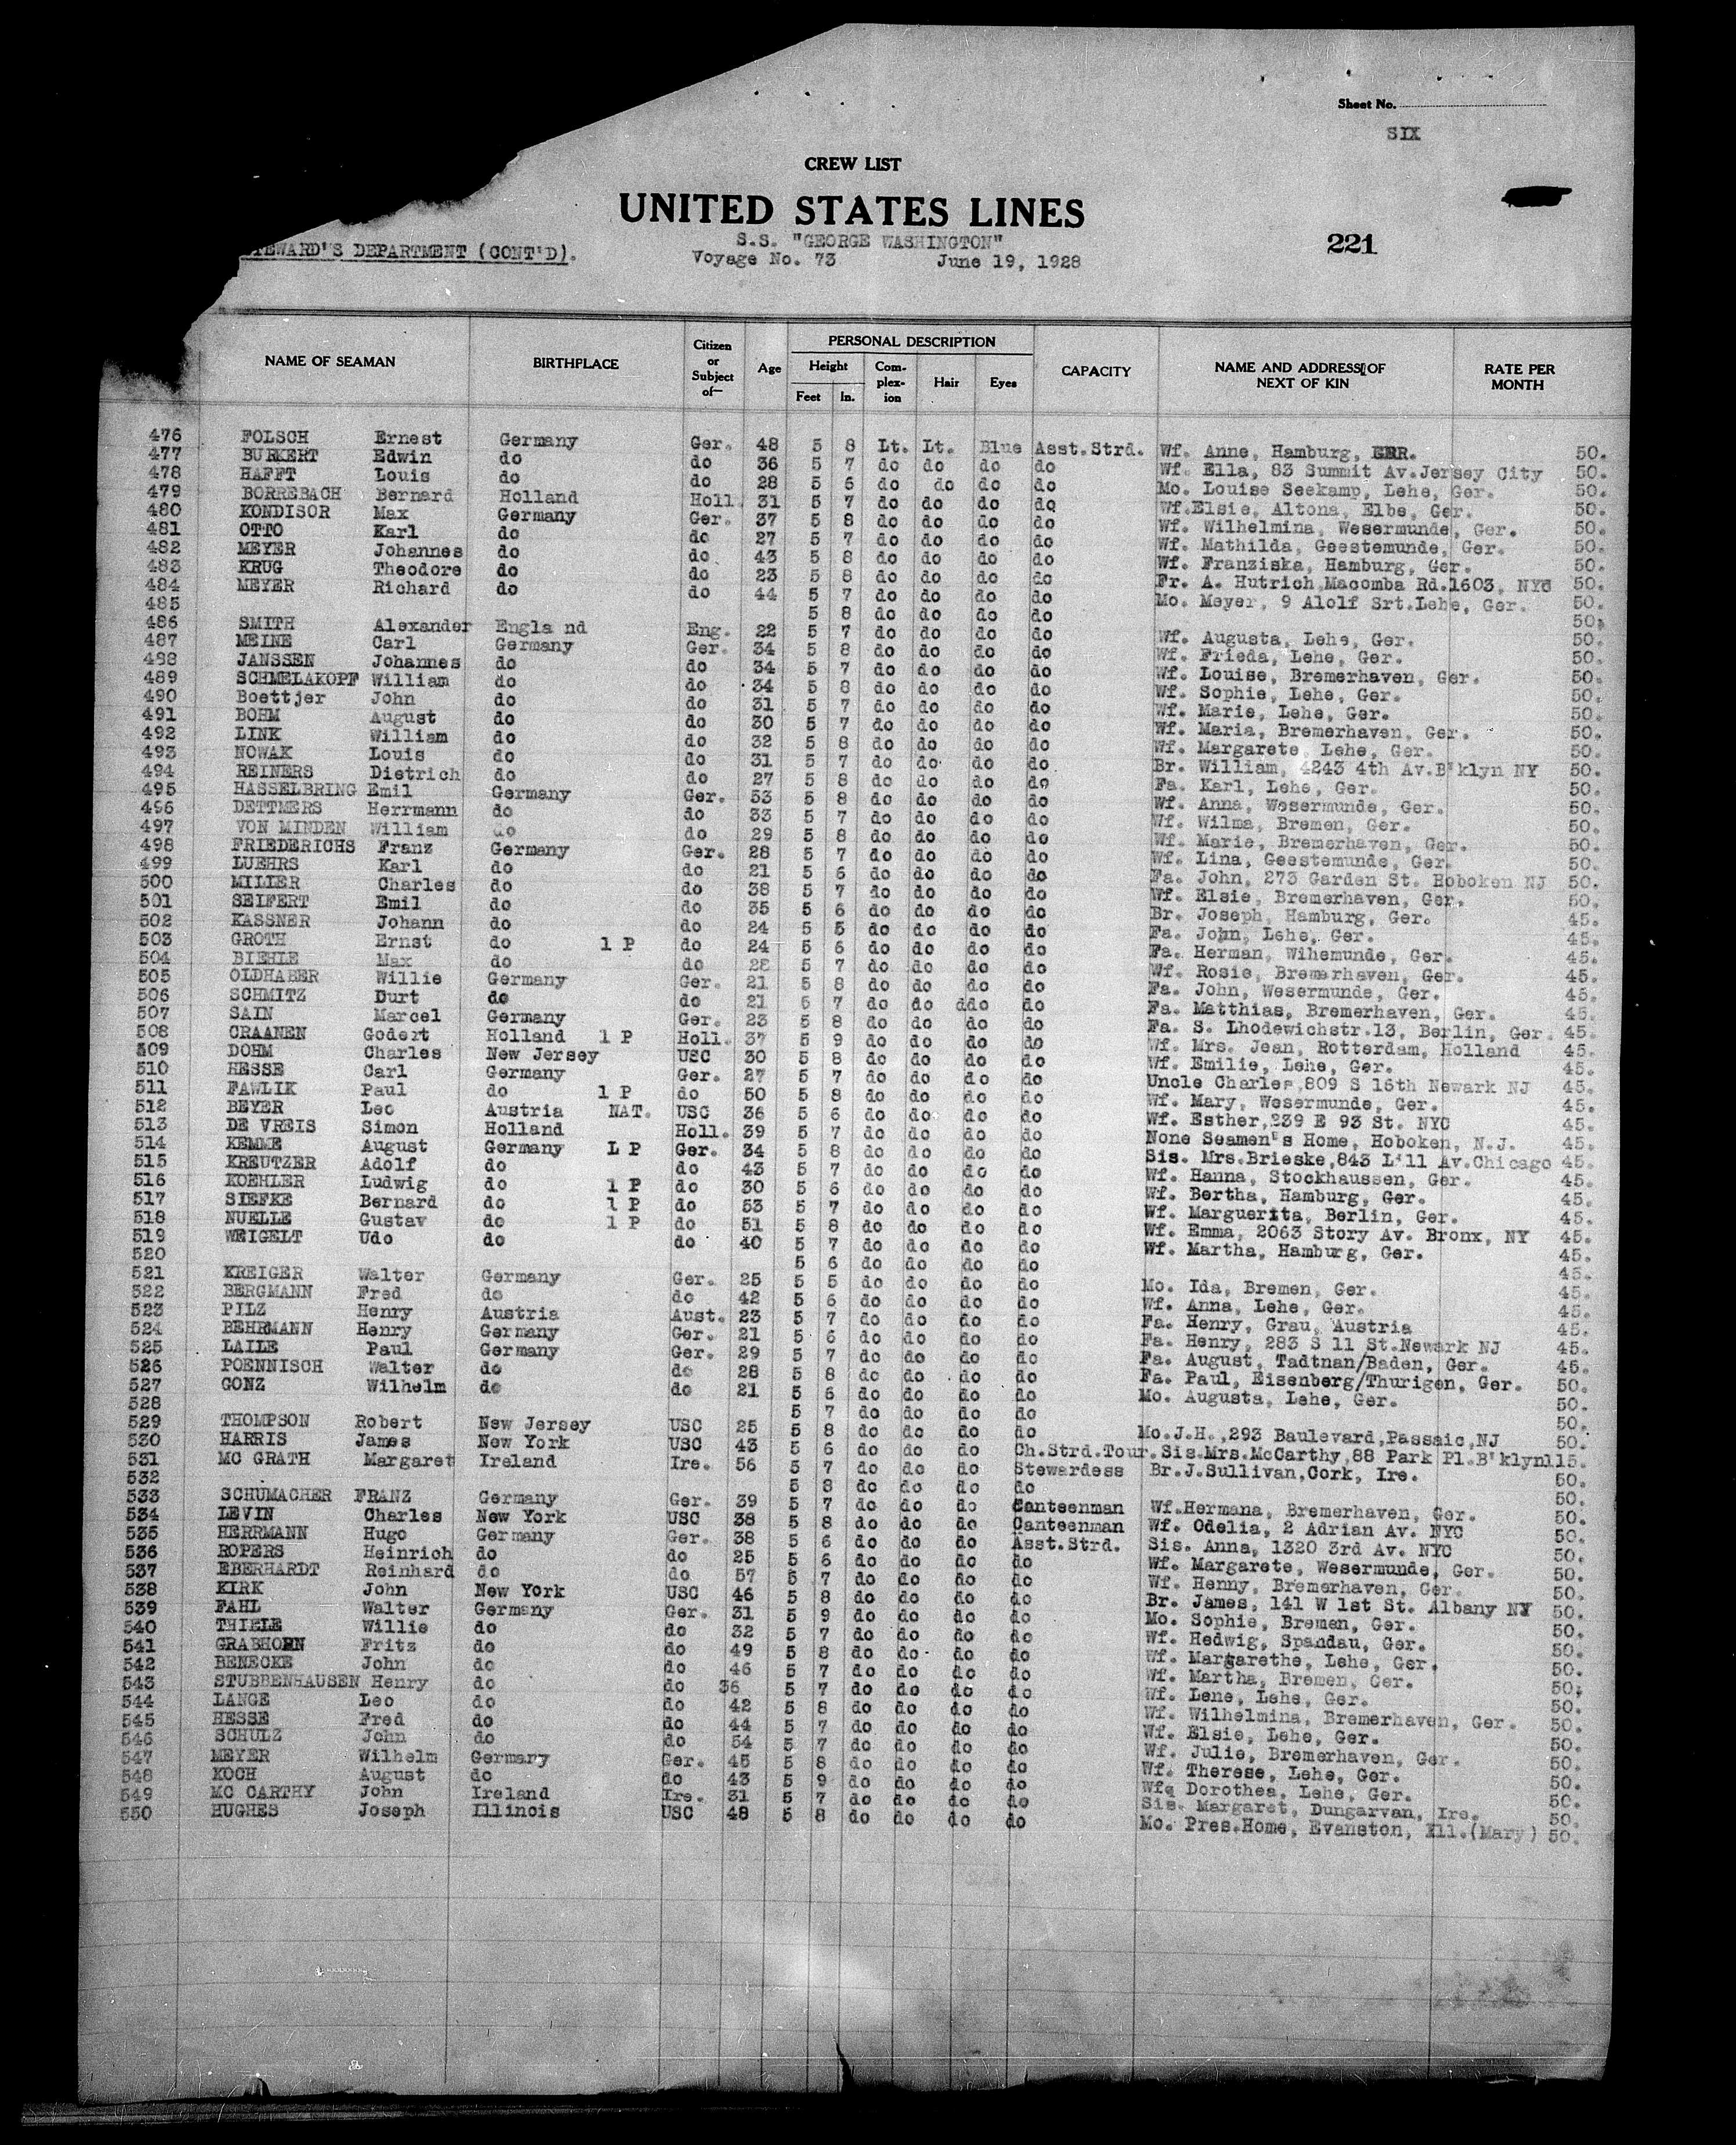 Sheet No.
SIX
CREW LIST
UNITED STATES LINES
S.S. "GEORGE WASHINGTON"
221
TEWARD'S DEPARTMENT (CONT'D).
Voyage No. 73 June 19, 1928
NAME OF SEAMAN BIRTHPLACE Citizen or Subject of— Age PERSONAL DESCRIPTION Height Feet In. Com-plex-ion Hair Eyes CAPACITY NAME AND ADDRESS OF NEXT OF KIN RATE PER MONTH
476 FOLSCH Ernest Germany Ger. 48 5 8 Lt. Lt. Blue Asst.Strd. Wf. Anne, Hamburg, GER. 50.
477 BURKERT Edwin do do 36 5 7 do do do do Wf. Ella, 83 Summit Av.Jersey City 50.
478 HAFFT Louis do do 28 5 6 do do do do Mo. Louise Seekamp, Lehe, Ger. 50.
479 BORREBACH Bernard Holland Holl. 31 5 7 do do do do Wf.Elsie, Altona, Elbe, Ger. 50.
480 KONDISOR Max Germany Ger. 37 5 8 do do do do Wf. Wilhelmina, Wesermunde, Ger. 50.
481 OTTO Karl do do 27 5 7 do do do do Wf. Mathilda, Geestemunde, Ger. 50.
482 MEYER Johannes do do 43 5 8 do do do do Wf. Franziska, Hamburg, Ger. 50.
483 KRUG Theodore do do 23 5 8 do do do do Fr. A. Hutrich,Macomba Rd.1603, NYC 50.
484 MEYER Richard do do 44 5 7 do do do do Mo. Meyer, 9 Alolf Srt.Lehe, Ger. 50.
485 5 8 do do do do 50.
486 SMITH Alexander Engla nd Eng. 22 5 7 do do do do Wf. Augusta, Lehe, Ger. 50.
487 MEINE Carl Germany Ger. 34 5 8 do do do do Wf. Frieda, Lehe, Ger. 50.
488 JANSSEN Johannes do do 34 5 7 do do do do Wf. Louise, Bremerhaven, Ger. 50.
489 SCHMELAKOPF William do do 34 5 8 do do do do Wf. Sophie, Lehe, Ger. 50.
490 Boettjer John do do 31 5 7 do do do do Wf. Marie, Lehe, Ger. 50.
491 BOHM August do do 30 5 7 do do do do Wf. Maria, Bremerhaven, Ger. 50.
492 LINK William do do 32 5 8 do do do do Wf. Margarete Lehe, Ger. 50.
493 NOWAK Louis do do 31 5 7 do do do do Br. William, 4243 4th Av.B'klyn NY 50.
494 REINERS Dietrich do do 27 5 8 do do do do Fa. Karl, Lehe, Ger. 50.
495 HASSELBRING Emil Germany Ger. 53 5 8 do do do do Wf. Anna, Wesermunde, Ger. 50.
496 DETTMERS Herrmann do do 33 5 7 do do do do Wf. Wilma, Bremen, Ger. 50.
497 VON MINDEN William do do 29 5 8 do do do do Wf. Marie, Bremerhaven, Ger. 50.
498 FRIEDERICHS Franz Germany Ger. 28 5 7 do do do do Wf. Lina, Geestemunde, Ger. 50.
499 LUEHRS Karl do do 21 5 6 do do do do Fa. John, 273 Garden St. Hoboken NJ 50.
500 MILLER Charles do do 38 5 7 do do do do Wf. Elsie, Bremerhaven, Ger. 50.
501 SEIFERT Emil do do 35 5 6 do do do do Br. Joseph, Hamburg, Ger. 45.
502 KASSNER Johann do do 24 5 5 do do do do Fa. John, Lehe, Ger. 45.
503 GROTH Ernst do 1 P do 24 5 6 do do do do Fa. Herman, Wihemunde, Ger. 45.
504 BIEHLE Max do do 28 5 7 do do do do Wf. Rosie, Bremerhaven, Ger. 45.
505 OLDHABER Willie Germany Ger. 21 5 8 do do do do Fa. John, Wesermunde, Ger. 45.
506 SCHMITZ Durt do do 21 6 7 do do ddo do Fa. Matthias, Bremerhaven, Ger. 45.
507 SAIN Marcel Germany Ger. 23 5 8 do do do do Fa. S. Lhodewichstr.13, Berlin, Ger. 45.
508 CRAANEN Godert Holland 1 P Holl. 37 5 9 do do do do Wf. Mrs. Jean, Rotterdam, Holland 45.
509 DOHM Charles New Jersey USC 30 5 8 do do do do Wf. Emilie, Lehe, Ger. 45.
510 HESSE Carl Germany Ger. 27 5 7 do do do do Uncle Charles,809 S 16th Newark NJ 45.
511 FAWLIK Paul do 1 P do 50 5 8 do do do do Wf. Mary, Wesermunde, Ger. 45.
512 BEYER Leo Austria NAT. USC 36 5 6 do do do do Wf. Esther,239 E 93 St. NYC 45.
513 DE VREIS Simon Holland Holl. 39 5 7 do do do do None Seamen's Home, Hoboken, N.J. 45.
514 KEMME August Germany L P Ger. 34 5 8 do do do do Sis. Mrs.Brieske,843 L'll Av.Chicago 45.
515 KREUTZER Adolf do do 43 5 7 do do do do Wf. Hanna, Stockhaussen, Ger. 45.
516 KOEHLER Ludwig do 1 P do 30 5 6 do do do do Wf. Bertha, Hamburg, Ger. 45.
517 SIEFKE Bernard do 1 P do 53 5 7 do do do do Wf. Marguerita, Berlin, Ger. 45.
518 NUELLE Gustav do 1 P do 51 5 8 do do do do Wf. Emma, 2063 Story Av. Bronx, NY 45.
519 WEIGELT Udo do do 40 5 7 do do do do Wf. Martha, Hamburg, Ger. 45.
520 5 6 do do do do 45.
521 KREIGER Walter Germany Ger. 25 5 5 do do do do Mo. Ida, Bremen, Ger. 45.
522 BERGMANN Fred do do 42 5 6 do do do do Wf. Anna, Lehe, Ger. 45.
523 PILZ Henry Austria Aust. 23 5 7 do do do do Fa. Henry, Grau, Austria 45.
524 BEHRMANN Henry Germany Ger. 21 5 6 do do do do Fa. Henry, 283 S 11 St.Newark NJ 45.
525 LAILE Paul Germany Ger. 29 5 7 do do do do Fa. August, Tadtnan/Baden, Ger. 45.
526 POENNISCH Walter do do 28 5 8 do do do do Fa. Paul, Eisenberg/Thurigen, Ger. 50.
527 GONZ Wilhelm do do 21 5 6 do do do do Mo. Augusta, Lehe, Ger. 50.
528 5 7 do do do do 50.
529 THOMPSON Robert New Jersey USC 25 5 8 do do do do Mo.J.H.,293 Baulevard,Passaic,NJ 50.
530 HARRIS James New York USC 43 5 6 do do do Ch.Strd.Tour.Sis.Mrs.McCarthy,88 Park Pl.B'klyn115.
531 MC GRATH Margaret Ireland Ire. 56 5 7 do do do Stewardess Br.J.Sullivan,Cork, Ire. 50.
532 5 8 do do do do 50.
533 SCHUMACHER FRANZ Germany Ger. 39 5 7 do do do Canteenman Wf.Hermana, Bremerhaven, Ger. 50.
534 LEVIN Charles New York USC 38 5 8 do do do Canteenman Wf. Odelia, 2 Adrian Av. NYC 50.
535 HERRMANN Hugo Germany Ger. 38 5 6 do do do Asst.Strd. Sis. Anna, 1320 3rd Av. NYC 50.
536 ROPERS Heinrich do do 25 5 6 do do do do Wf. Margarete, Wesermunde, Ger. 50.
537 EBERHARDT Reinhard do do 57 5 7 do do do do Wf. Henny, Bremerhaven, Ger. 50.
538 KIRK John New York USC 46 5 8 do do do do Br. James, 141 W 1st St. Albany NY 50.
539 FAHL Walter Germany Ger. 31 5 9 do do do do Mo. Sophie, Bremen, Ger. 50.
540 THIELE Willie do do 32 5 7 do do do do Wf. Hedwig, Spandau, Ger. 50.
541 GRABHORN Fritz do do 49 5 8 do do do do Wf. Margarethe, Lehe, Ger. 50.
542 BENECKE John do do 46 5 7 do do do do Wf. Martha, Bremen, Ger. 50.
543 STUBBENHAUSEN Henry do do 36 5 7 do do do do Wf. Lene, Lehe, Ger. 50.
544 LANGE Leo do do 42 5 8 do do do do Wf. Wilhelmina, Bremerhaven, Ger. 50.
545 HESSE Fred do do 44 5 7 do do do do Wf. Elsie, Lehe, Ger. 50.
546 SCHULZ John do do 54 5 7 do do do do Wf. Julie, Bremerhaven, Ger. 50.
547 MEYER Wilhelm Germany Ger. 45 5 8 do do do do Wf. Therese, Lehe, Ger. 50.
548 KOCH August do do 43 5 9 do do do do Wf. Dorothea, Lehe, Ger. 50.
549 MC CARTHY John Ireland Ire. 31 5 7 do do do do Sis. Margaret, Dungarvan, Ire. 50.
550 HUGHES Joseph Illinois USC 48 5 8 do do do do Mo. Pres.Home, Evanston, Ill.(Mary) 50.